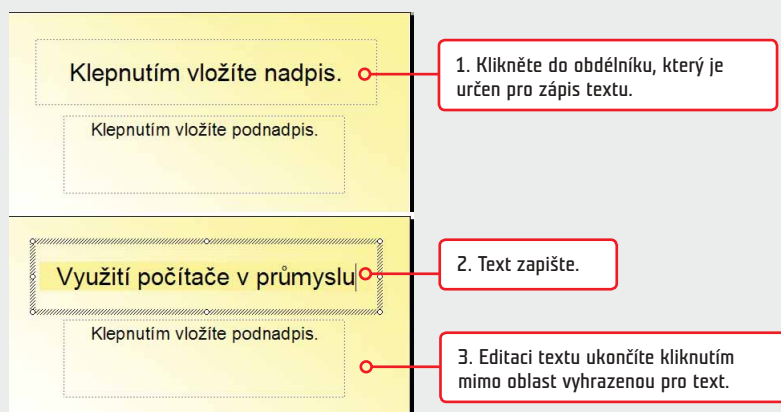 Klepnutím vložíte nadpis.
1. Klikněte do obdélníku, který je
určen pro zápis textu.
Klepnutím vložíte podnadpis.
Využití počítače v průmyslu
2. Text zapište.
Klepnutím vložíte podnadpis.
3. Editaci textu ukončíte kliknutím
mimo oblast vyhrazenou pro text.